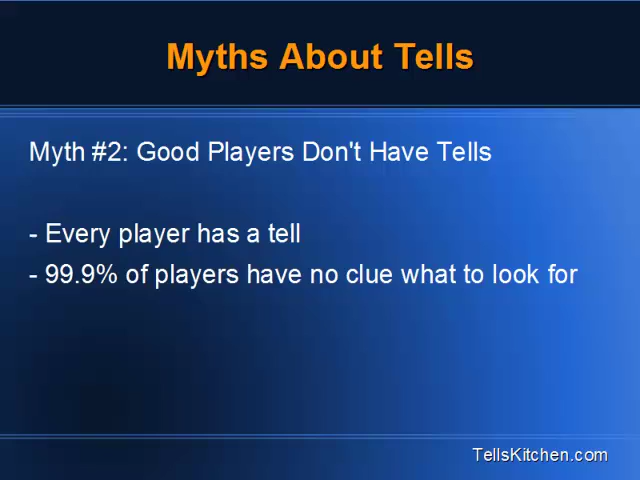 Myths About Tells
Myth #2: Good Players Don't Have Tells
- Every player has a tell
- 99.9% of players have no clue what to look for
TellsKitchen.com